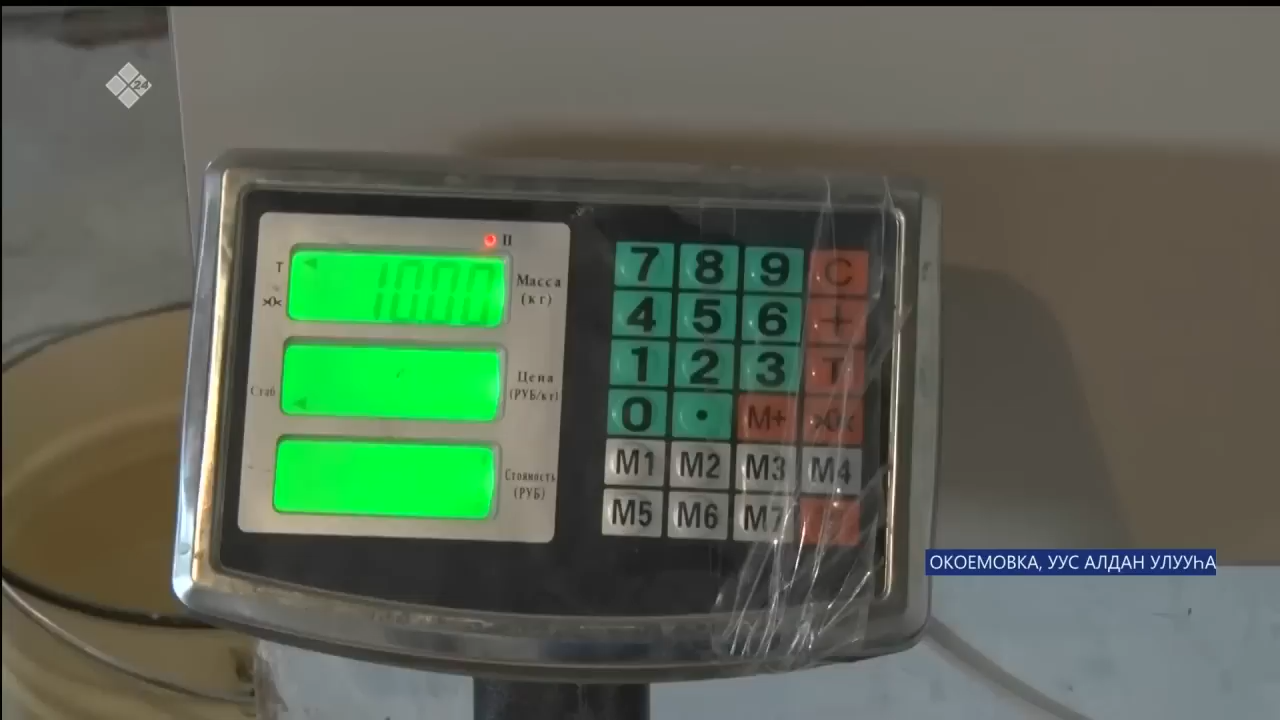 24
II
T
10.00
Масса
(кг)
>0<
Цена
(РУБ/кг)
Стаб
Стоимость
(РУБ)
7 8 9 C
4 5 6 +
1 2 3 T
0 . M+ >0<
M1 M2 M3 M4
M5 M6 M7
ОКОЕМОВКА, УУС АЛДАН УЛУУҺА